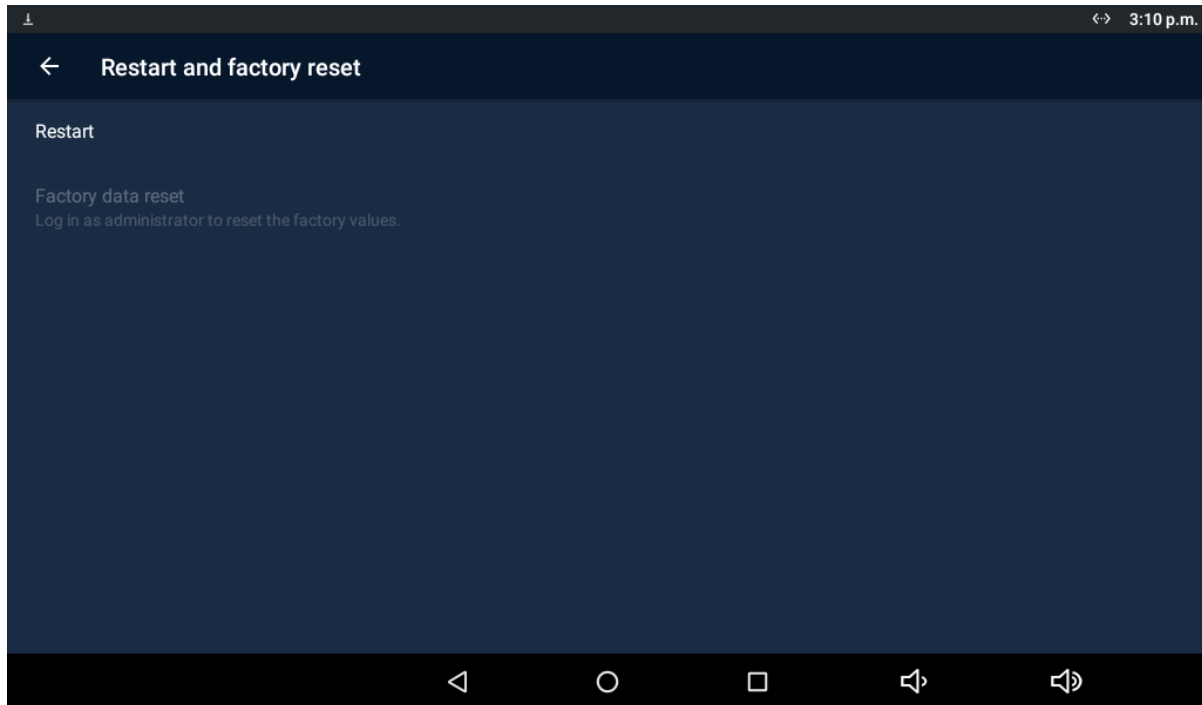 3:10 p.m.
Restart and factory reset
Restart
Factory data reset
Log in as administrator to reset the factory values.